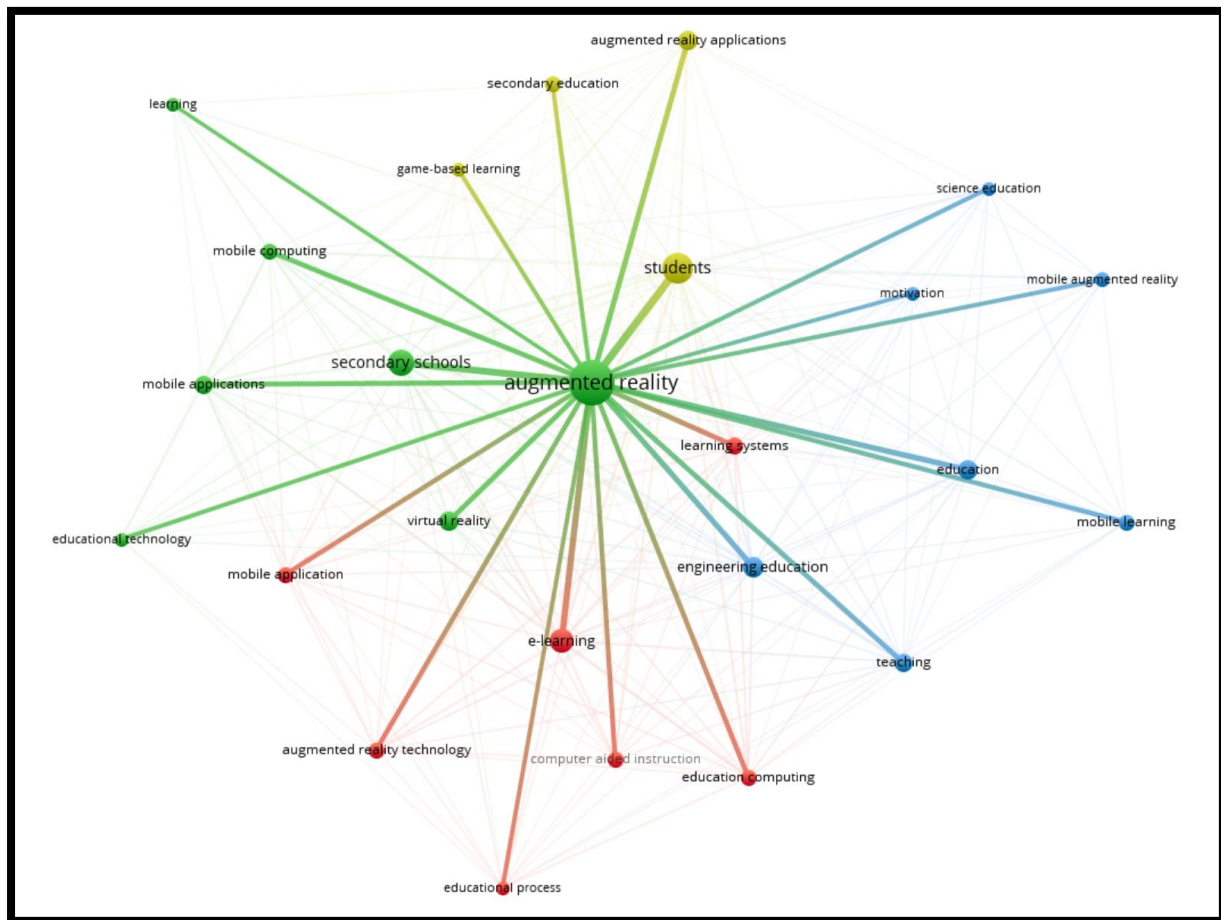 augmented reality applications
secondary education
learning
game-based learning
science education
mobile computing
students
mobile augmented reality
motivation
secondary schools
augmented reality
mobile applications
learning systems
education
virtual reality
mobile learning
educational technology
engineering education
mobile application
e-learning
teaching
augmented reality technology
computer aided instruction
education computing
educational process